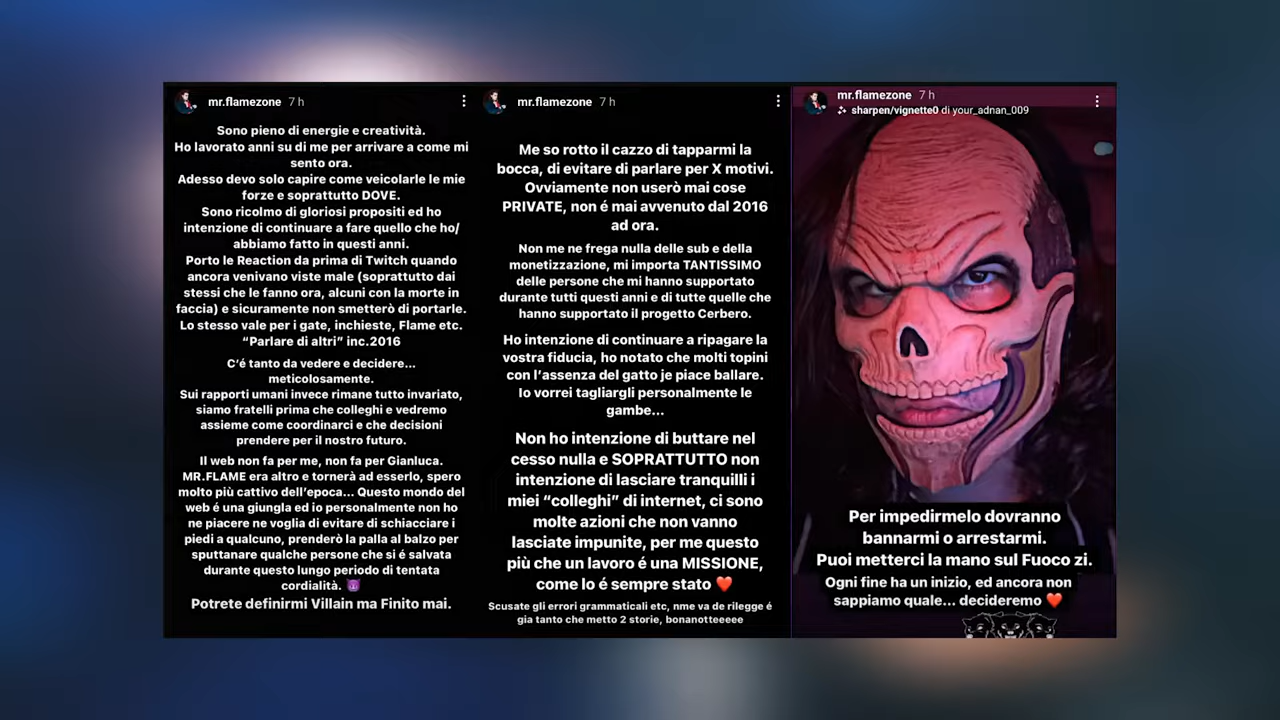 mr.flamezone 7 h
Sono pieno di energie e creatività.
Ho lavorato anni su di me per arrivare a come mi
sento ora.
Adesso devo solo capire come veicolarle le mie
forze e soprattutto DOVE.
Sono ricolmo di gloriosi propositi ed ho
intenzione di continuare a fare quello che ho/
abbiamo fatto in questi anni.
Porto le Reaction da prima di Twitch quando
ancora venivano viste male (soprattutto dai
stessi che le fanno ora, alcuni con la morte in
faccia) e sicuramente non smetterò di portarle.
Lo stesso vale per i gate, inchieste, Flame etc.
“Parlare di altri” inc.2016
C’é tanto da vedere e decidere...
meticolosamente.
Sui rapporti umani invece rimane tutto invariato,
siamo fratelli prima che colleghi e vedremo
assieme come coordinarci e che decisioni
prendere per il nostro futuro.
Il web non fa per me, non fa per Gianluca.
MR.FLAME era altro e tornerà ad esserlo, spero
molto più cattivo dell’epoca... Questo mondo del
web é una giungla ed io personalmente non ho
ne piacere ne voglia di evitare di schiacciare i
piedi a qualcuno, prenderò la palla al balzo per
sputtanare qualche persone che si é salvata
durante questo lungo periodo di tentata
cordialità. 😈
Potrete definirmi Villain ma Finito mai.
mr.flamezone 7 h
Me so rotto il cazzo di tapparmi la
bocca, di evitare di parlare per X motivi.
Ovviamente non userò mai cose
PRIVATE, non é mai avvenuto dal 2016
ad ora.
Non me ne frega nulla delle sub e della
monetizzazione, mi importa TANTISSIMO
delle persone che mi hanno supportato
durante tutti questi anni e di tutte quelle che
hanno supportato il progetto Cerbero.
Ho intenzione di continuare a ripagare la
vostra fiducia, ho notato che molti topini
con l’assenza del gatto je piace ballare.
Io vorrei tagliargli personalmente le
gambe...
Non ho intenzione di buttare nel
cesso nulla e SOPRATTUTTO non
intenzione di lasciare tranquilli i
miei “colleghi” di internet, ci sono
molte azioni che non vanno
lasciate impunite, per me questo
più che un lavoro é una MISSIONE,
come lo é sempre stato ❤️
Scusate gli errori grammaticali etc, nme va de rilegge é
gia tanto che metto 2 storie, bonanotteeeee
mr.flamezone 7 h
sharpen/vignette0 di your_adnan_009
Per impedirmelo dovranno
bannarmi o arrestarmi.
Puoi metterci la mano sul Fuoco zi.
Ogni fine ha un inizio, ed ancora non
sappiamo quale... decideremo ❤️